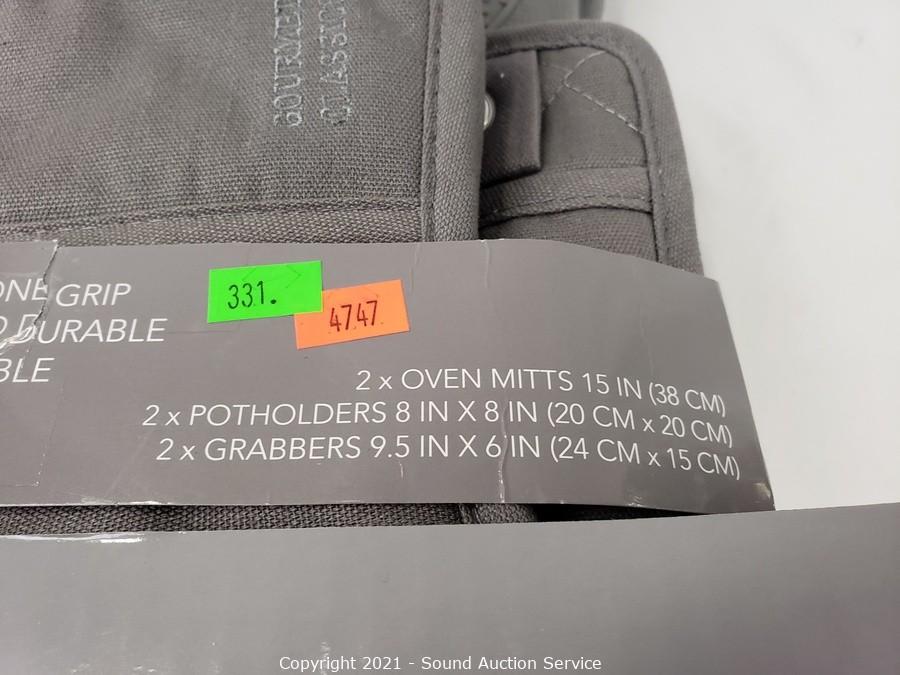 GOURMET
CLASSIC
ONE GRIP
DURABLE
BLE
331.
4747
2 x OVEN MITTS 15 IN (38 CM)
2 x POTHOLDERS 8 IN X 8 IN (20 CM x 20 CM)
2 x GRABBERS 9.5 IN X 6 IN (24 CM x 15 CM)
Copyright 2021 - Sound Auction Service